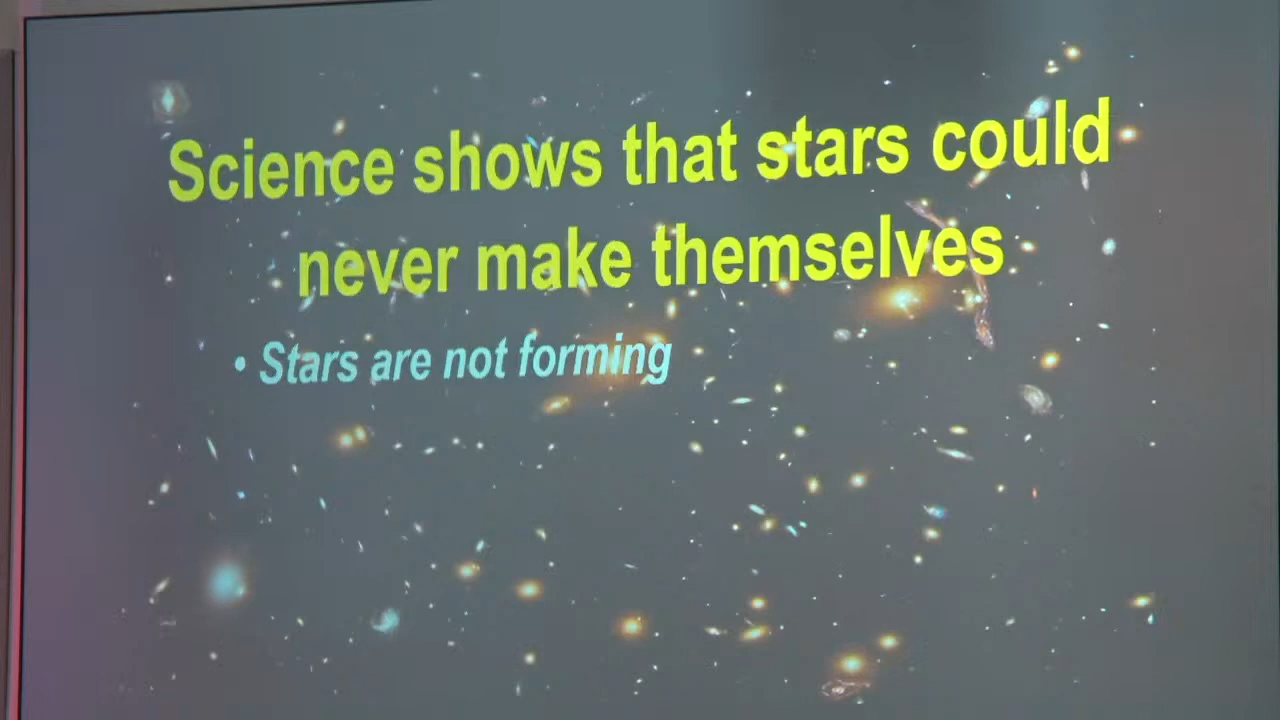 Science shows that stars could
never make themselves
• Stars are not forming